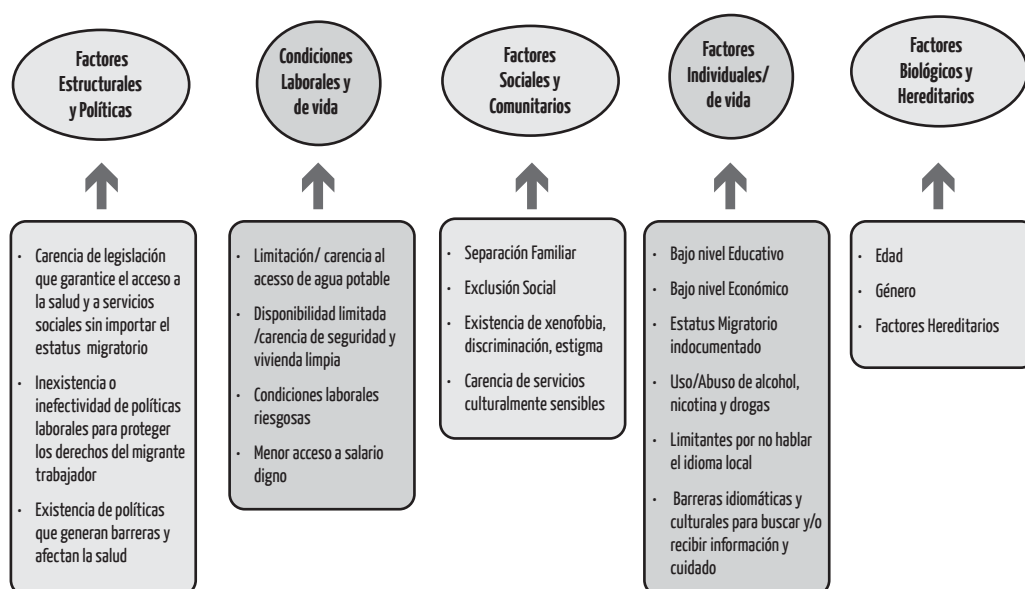 Factores
Estructurales
y Políticas
Condiciones
Laborales y
de vida
Factores
Sociales y
Comunitarios
Factores
Individuales/
de vida
Factores
Biológicos y
Hereditarios
· Carencia de legislación
que garantice el acceso a
la salud y a servicios
sociales sin importar el
estatus migratorio
· Inexistencia o
inefectividad de políticas
laborales para proteger
los derechos del migrante
trabajador
· Existencia de políticas
que generan barreras y
afectan la salud
· Limitación/ carencia al
acesso de agua potable
· Disponibilidad limitada
/carencia de seguridad y
vivienda limpia
· Condiciones laborales
riesgosas
· Menor acceso a salario
digno
· Separación Familiar
· Exclusión Social
· Existencia de xenofobia,
discriminación, estigma
· Carencia de servicios
culturalmente sensibles
· Bajo nivel Educativo
· Bajo nivel Económico
· Estatus Migratorio
indocumentado
· Uso/Abuso de alcohol,
nicotina y drogas
· Limitantes por no hablar
el idioma local
· Barreras idiomáticas y
culturales para buscar y/o
recibir información y
cuidado
· Edad
· Género
· Factores Hereditarios